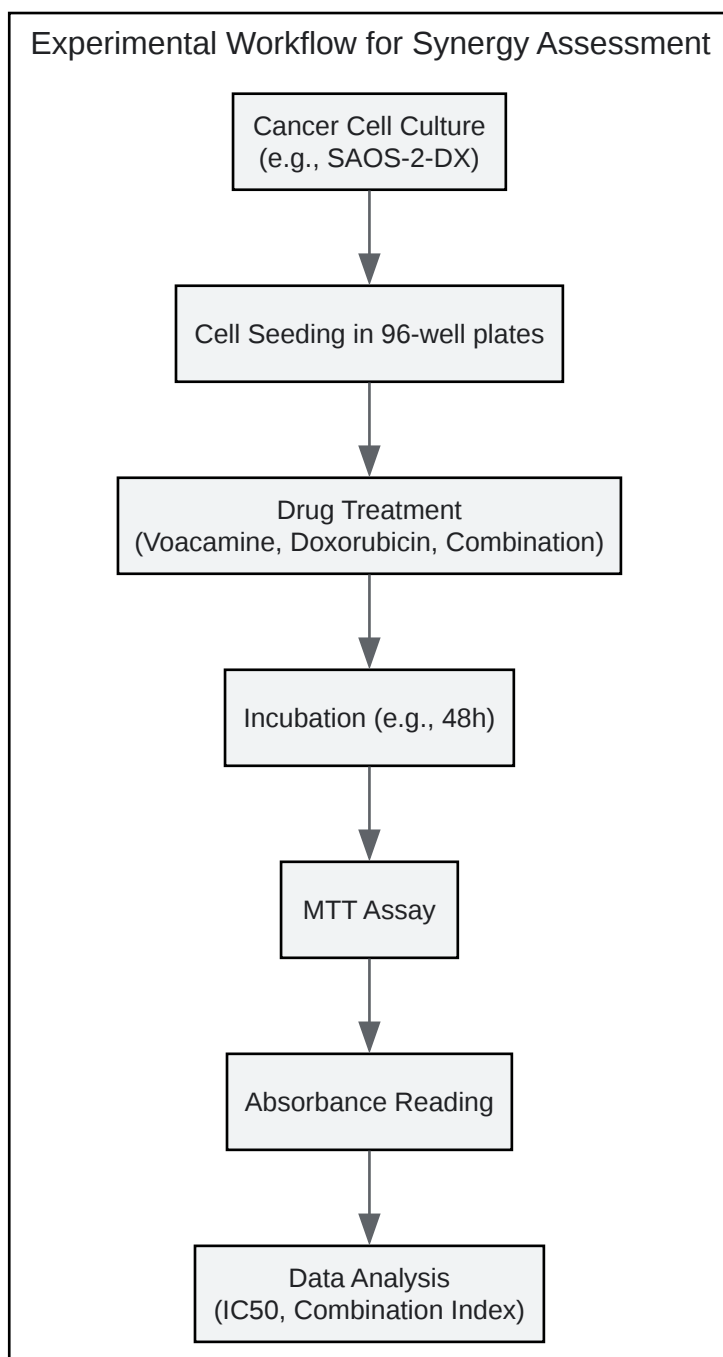 Experimental Workflow for Synergy Assessment
Cancer Cell Culture
(e.g., SAOS-2-DX)
Cell Seeding in 96-well plates
Drug Treatment
(Voacamine, Doxorubicin, Combination)
Incubation (e.g., 48h)
MTT Assay
Absorbance Reading
Data Analysis
(IC50, Combination Index)